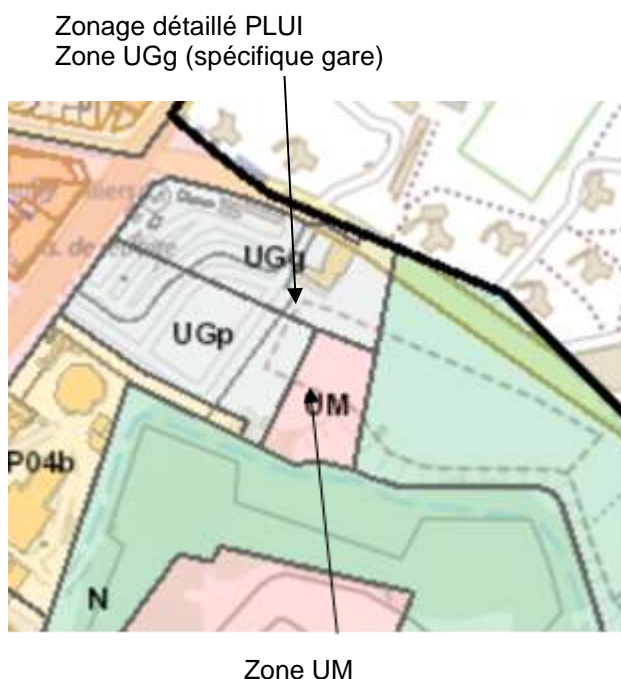 Zonage détaillé PLUI
Zone UGg (spécifique gare)
UGg
UGp
UM
P04b
N
Zone UM